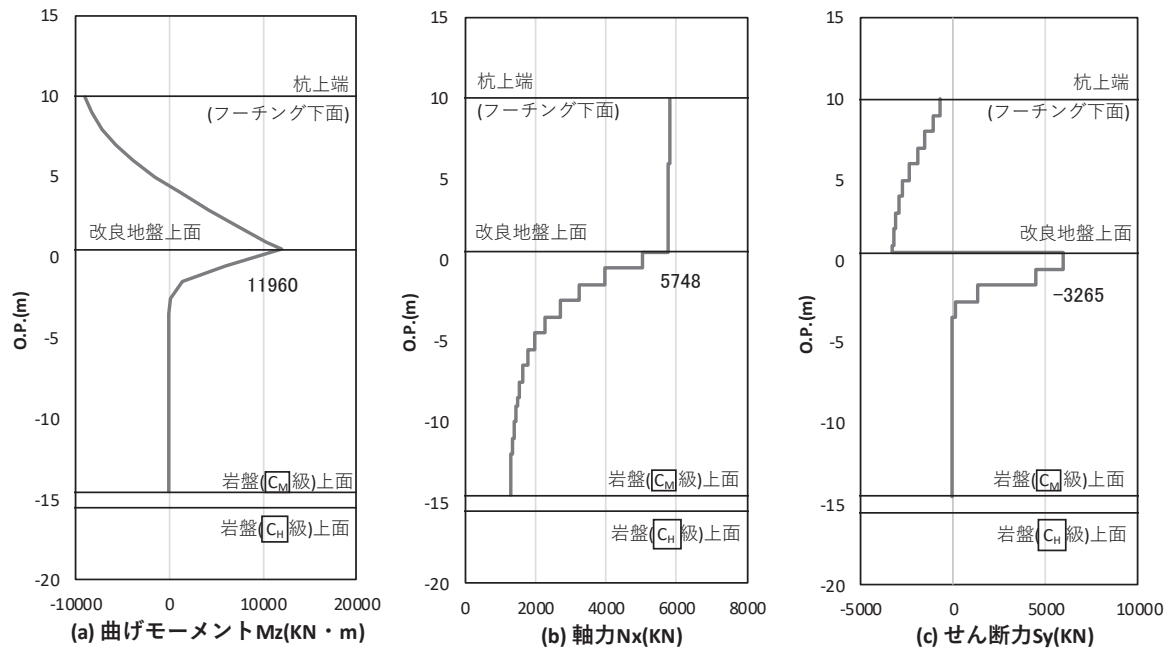 15
10
5
0
-5
-10
-15
-20
O.P.(m)
杭上端
(フーチング下面)
改良地盤上面
11960
岩盤(CM級)上面
岩盤(CH級)上面
-10000 0 10000 20000
(a) 曲げモーメントMz(KN・m)
15
10
5
0
-5
-10
-15
-20
O.P.(m)
杭上端
(フーチング下面)
改良地盤上面
5748
岩盤(CM級)上面
岩盤(CH級)上面
0 2000 4000 6000 8000
(b) 軸力Nx(KN)
15
10
5
0
-5
-10
-15
-20
O.P.(m)
杭上端
(フーチング下面)
改良地盤上面
-3265
岩盤(CM級)上面
岩盤(CH級)上面
-5000 0 5000 10000
(c) せん断力Sy(KN)